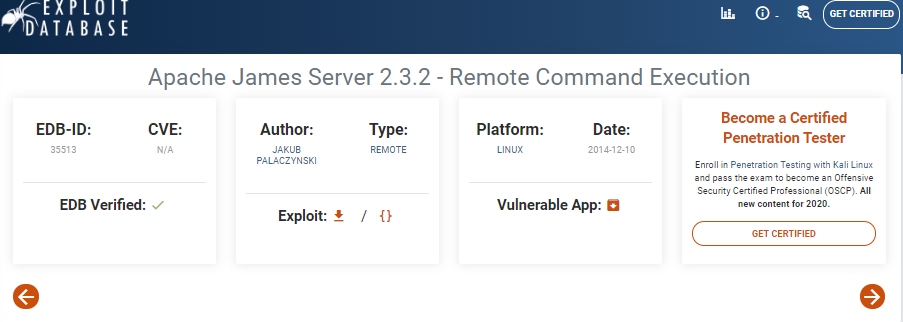 EXPLOIT
DATABASE
GET CERTIFIED
Apache James Server 2.3.2 - Remote Command Execution
EDB-ID:
35513
CVE:
N/A
EDB Verified:
Author:
JAKUB
PALACZYNSKI
Type:
REMOTE
Exploit: / {}
Platform:
LINUX
Date:
2014-12-10
Vulnerable App:
Become a Certified
Penetration Tester
Enroll in Penetration Testing with Kali Linux
and pass the exam to become an Offensive
Security Certified Professional (OSCP). All
new content for 2020.
GET CERTIFIED